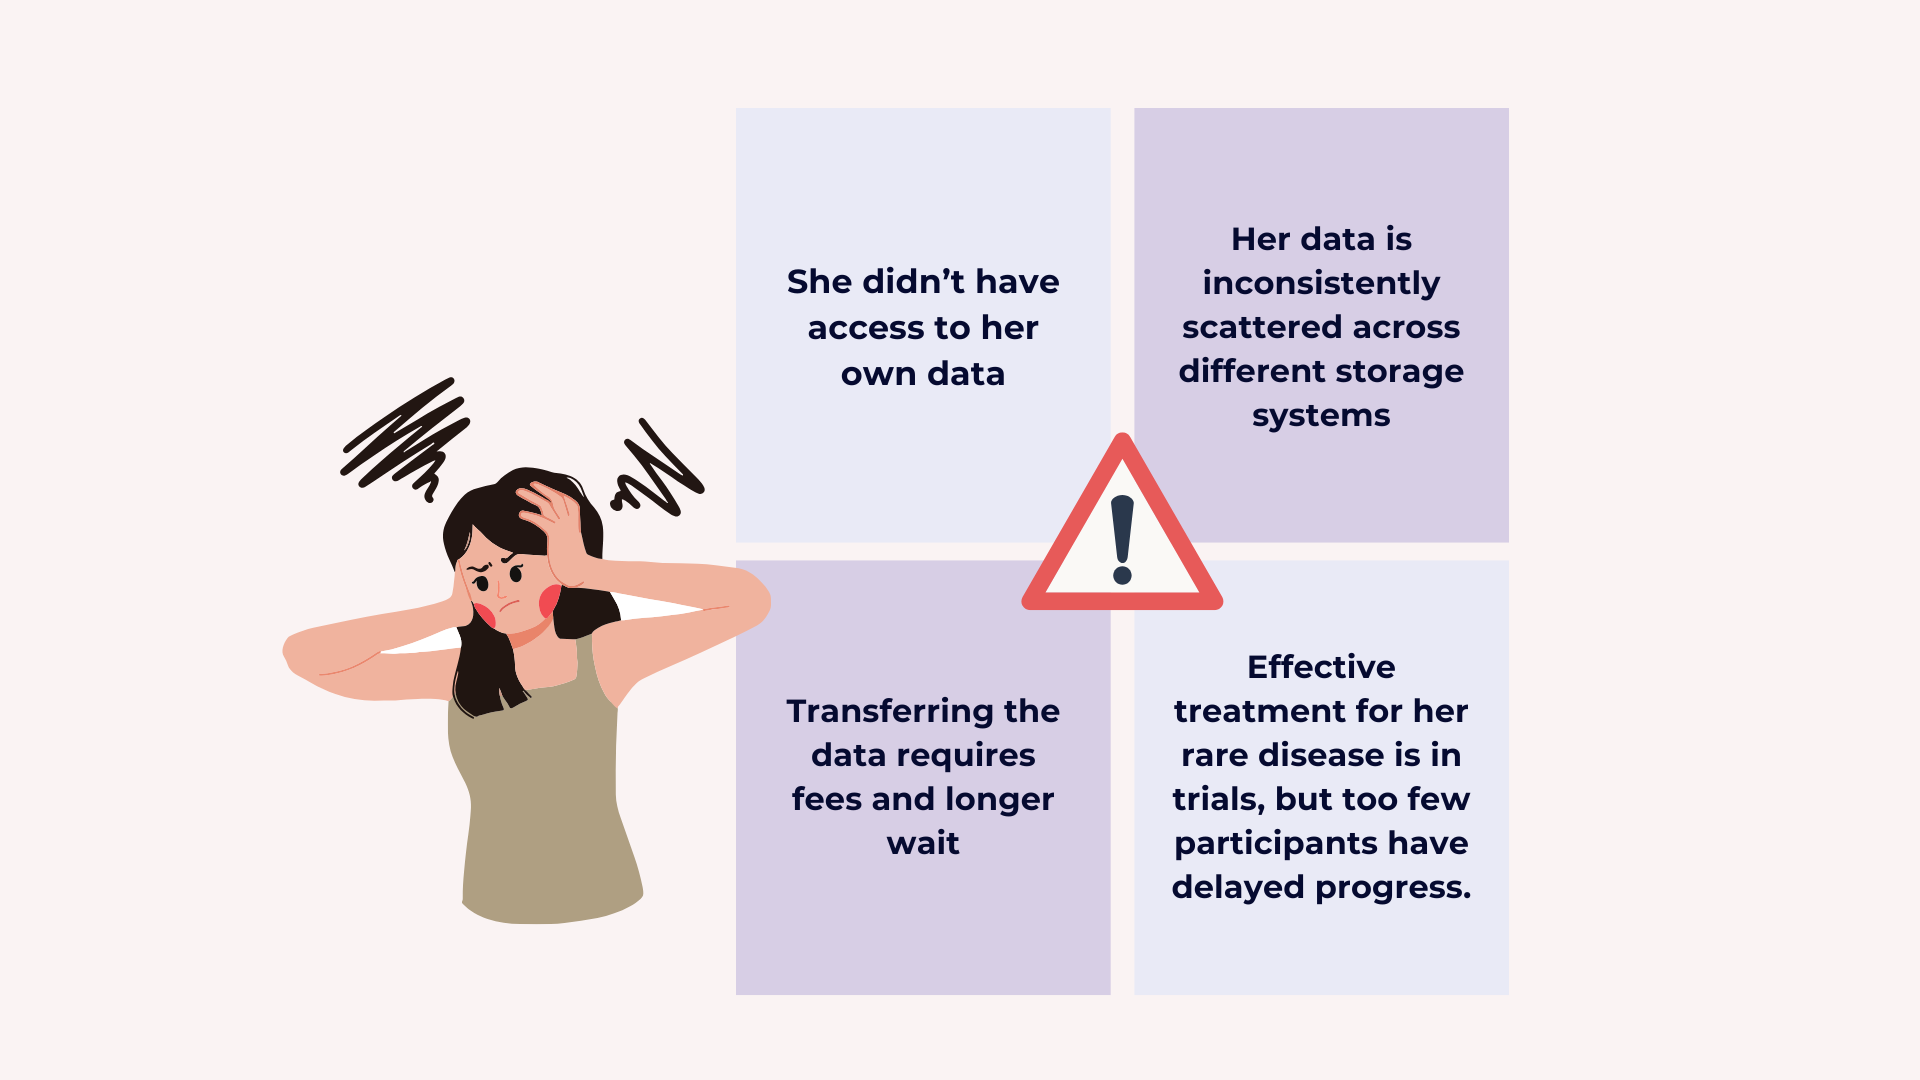 She didn’t have
access to her
own data
Her data is
inconsistently
scattered across
different storage
systems
Transferring the
data requires
fees and longer
wait
Effective
treatment for her
rare disease is in
trials, but too few
participants have
delayed progress.